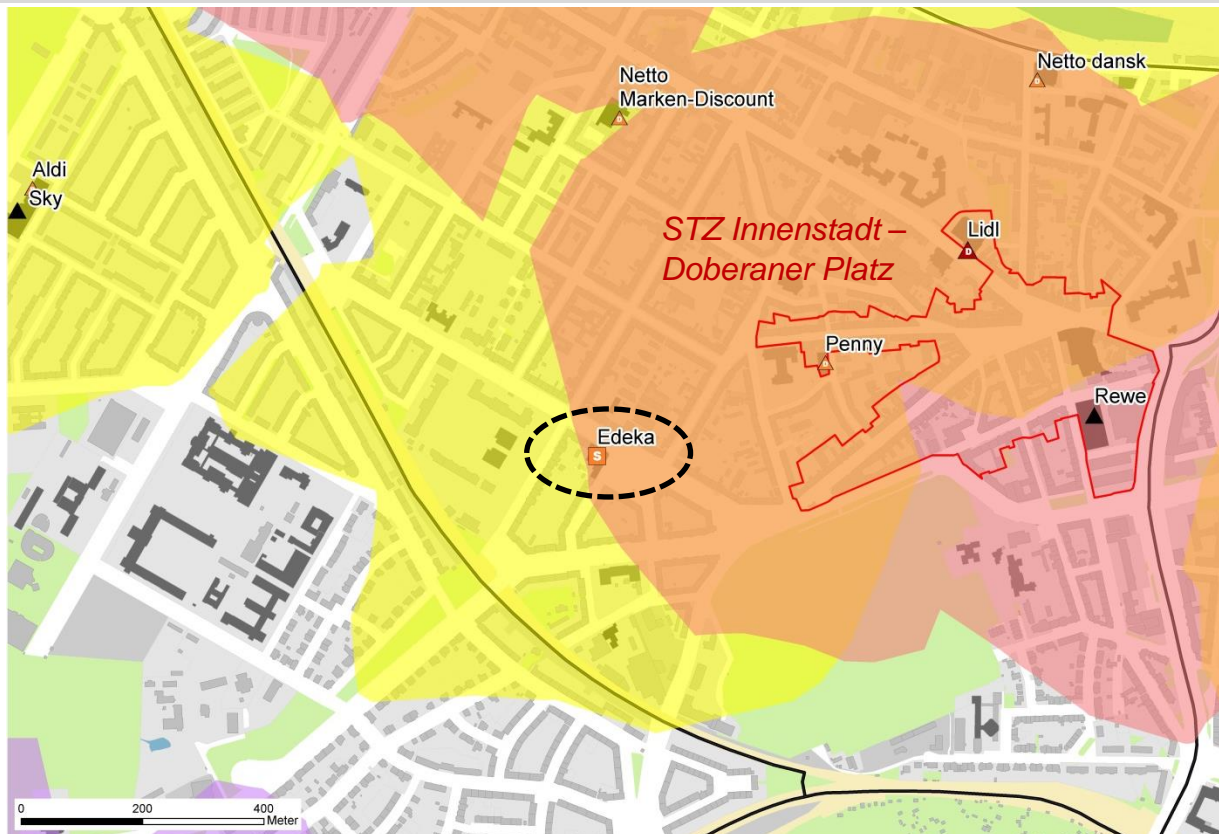 Netto
Marken-Discount
D
Netto dansk
D
Aldi
Sky
STZ Innenstadt –
Doberaner Platz
Lidl
D
Penny
D
Rewe
Edeka
S
0
200
400
Meter